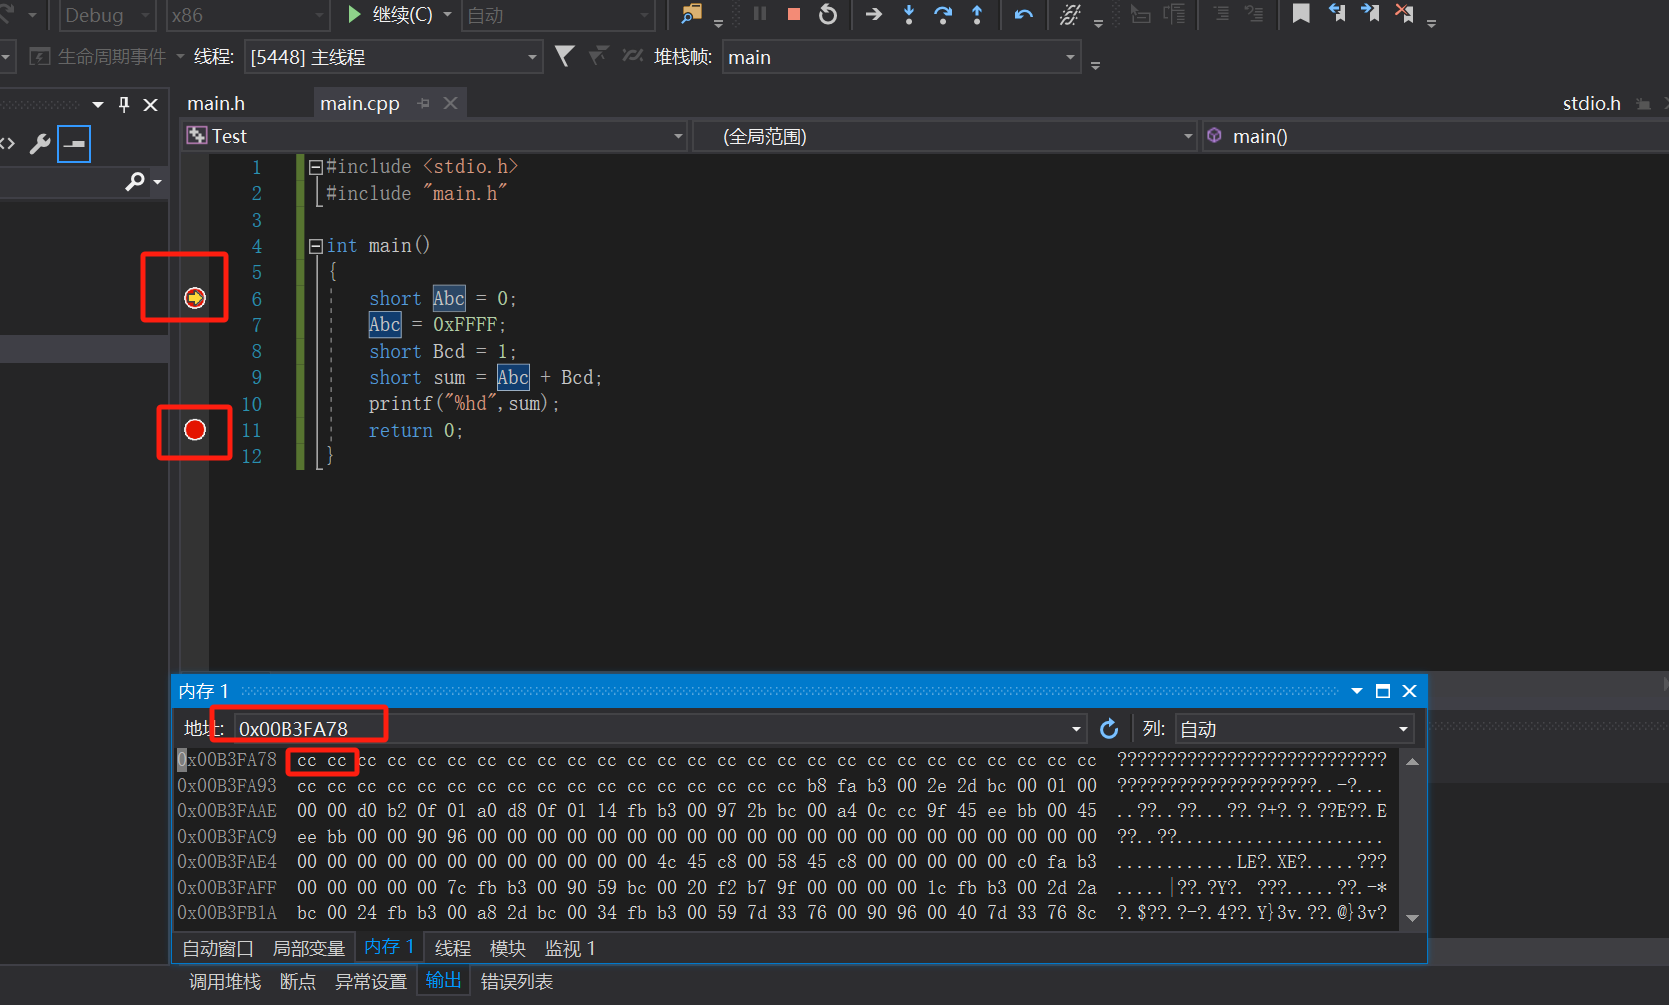 Debug x86 继续(C) 自动
生命周期事件 线程: [5448] 主线程 堆栈帧: main
main.h main.cpp stdio.h
Test (全局范围) main()
1 #include <stdio.h>
2 #include "main.h"
3
4 int main()
5 {
6 short Abc = 0;
7 Abc = 0xFFFF;
8 short Bcd = 1;
9 short sum = Abc + Bcd;
10 printf("%hd",sum);
11 return 0;
12 }
内存 1
地址: 0x00B3FA78 列: 自动
0x00B3FA78 cc cc cc cc cc cc cc cc cc cc cc cc cc cc cc cc cc cc cc cc cc cc cc cc cc cc cc ???????????????????????????
0x00B3FA93 cc cc cc cc cc cc cc cc cc cc cc cc cc cc cc cc cc b8 fa b3 00 2e 2d bc 00 01 00 ????????????????????..-?...
0x00B3FAAE 00 00 d0 b2 0f 01 a0 d8 0f 01 14 fb b3 00 97 2b bc 00 a4 0c cc 9f 45 ee bb 00 45 ..??..??...??.?+?.?.??E??.E
0x00B3FAC9 ee bb 00 00 90 96 00 00 00 00 00 00 00 00 00 00 00 00 00 00 00 00 00 00 00 00 00 ??..??.....................
0x00B3FAE4 00 00 00 00 00 00 00 00 00 00 00 00 4c 45 c8 00 58 45 c8 00 00 00 00 00 c0 fa b3 ............LE?.XE?.....???
0x00B3FAFF 00 00 00 00 00 7c fb b3 00 90 59 bc 00 20 f2 b7 9f 00 00 00 00 1c fb b3 00 2d 2a .....|??.?Y?. ???.....??.-*
0x00B3FB1A bc 00 24 fb b3 00 a8 2d bc 00 34 fb b3 00 59 7d 33 76 00 90 96 00 40 7d 33 76 8c ?.$??.?-?.4??.Y}3v.??.@}3v?
自动窗口 局部变量 内存 1 线程 模块 监视 1
调用堆栈 断点 异常设置 输出 错误列表